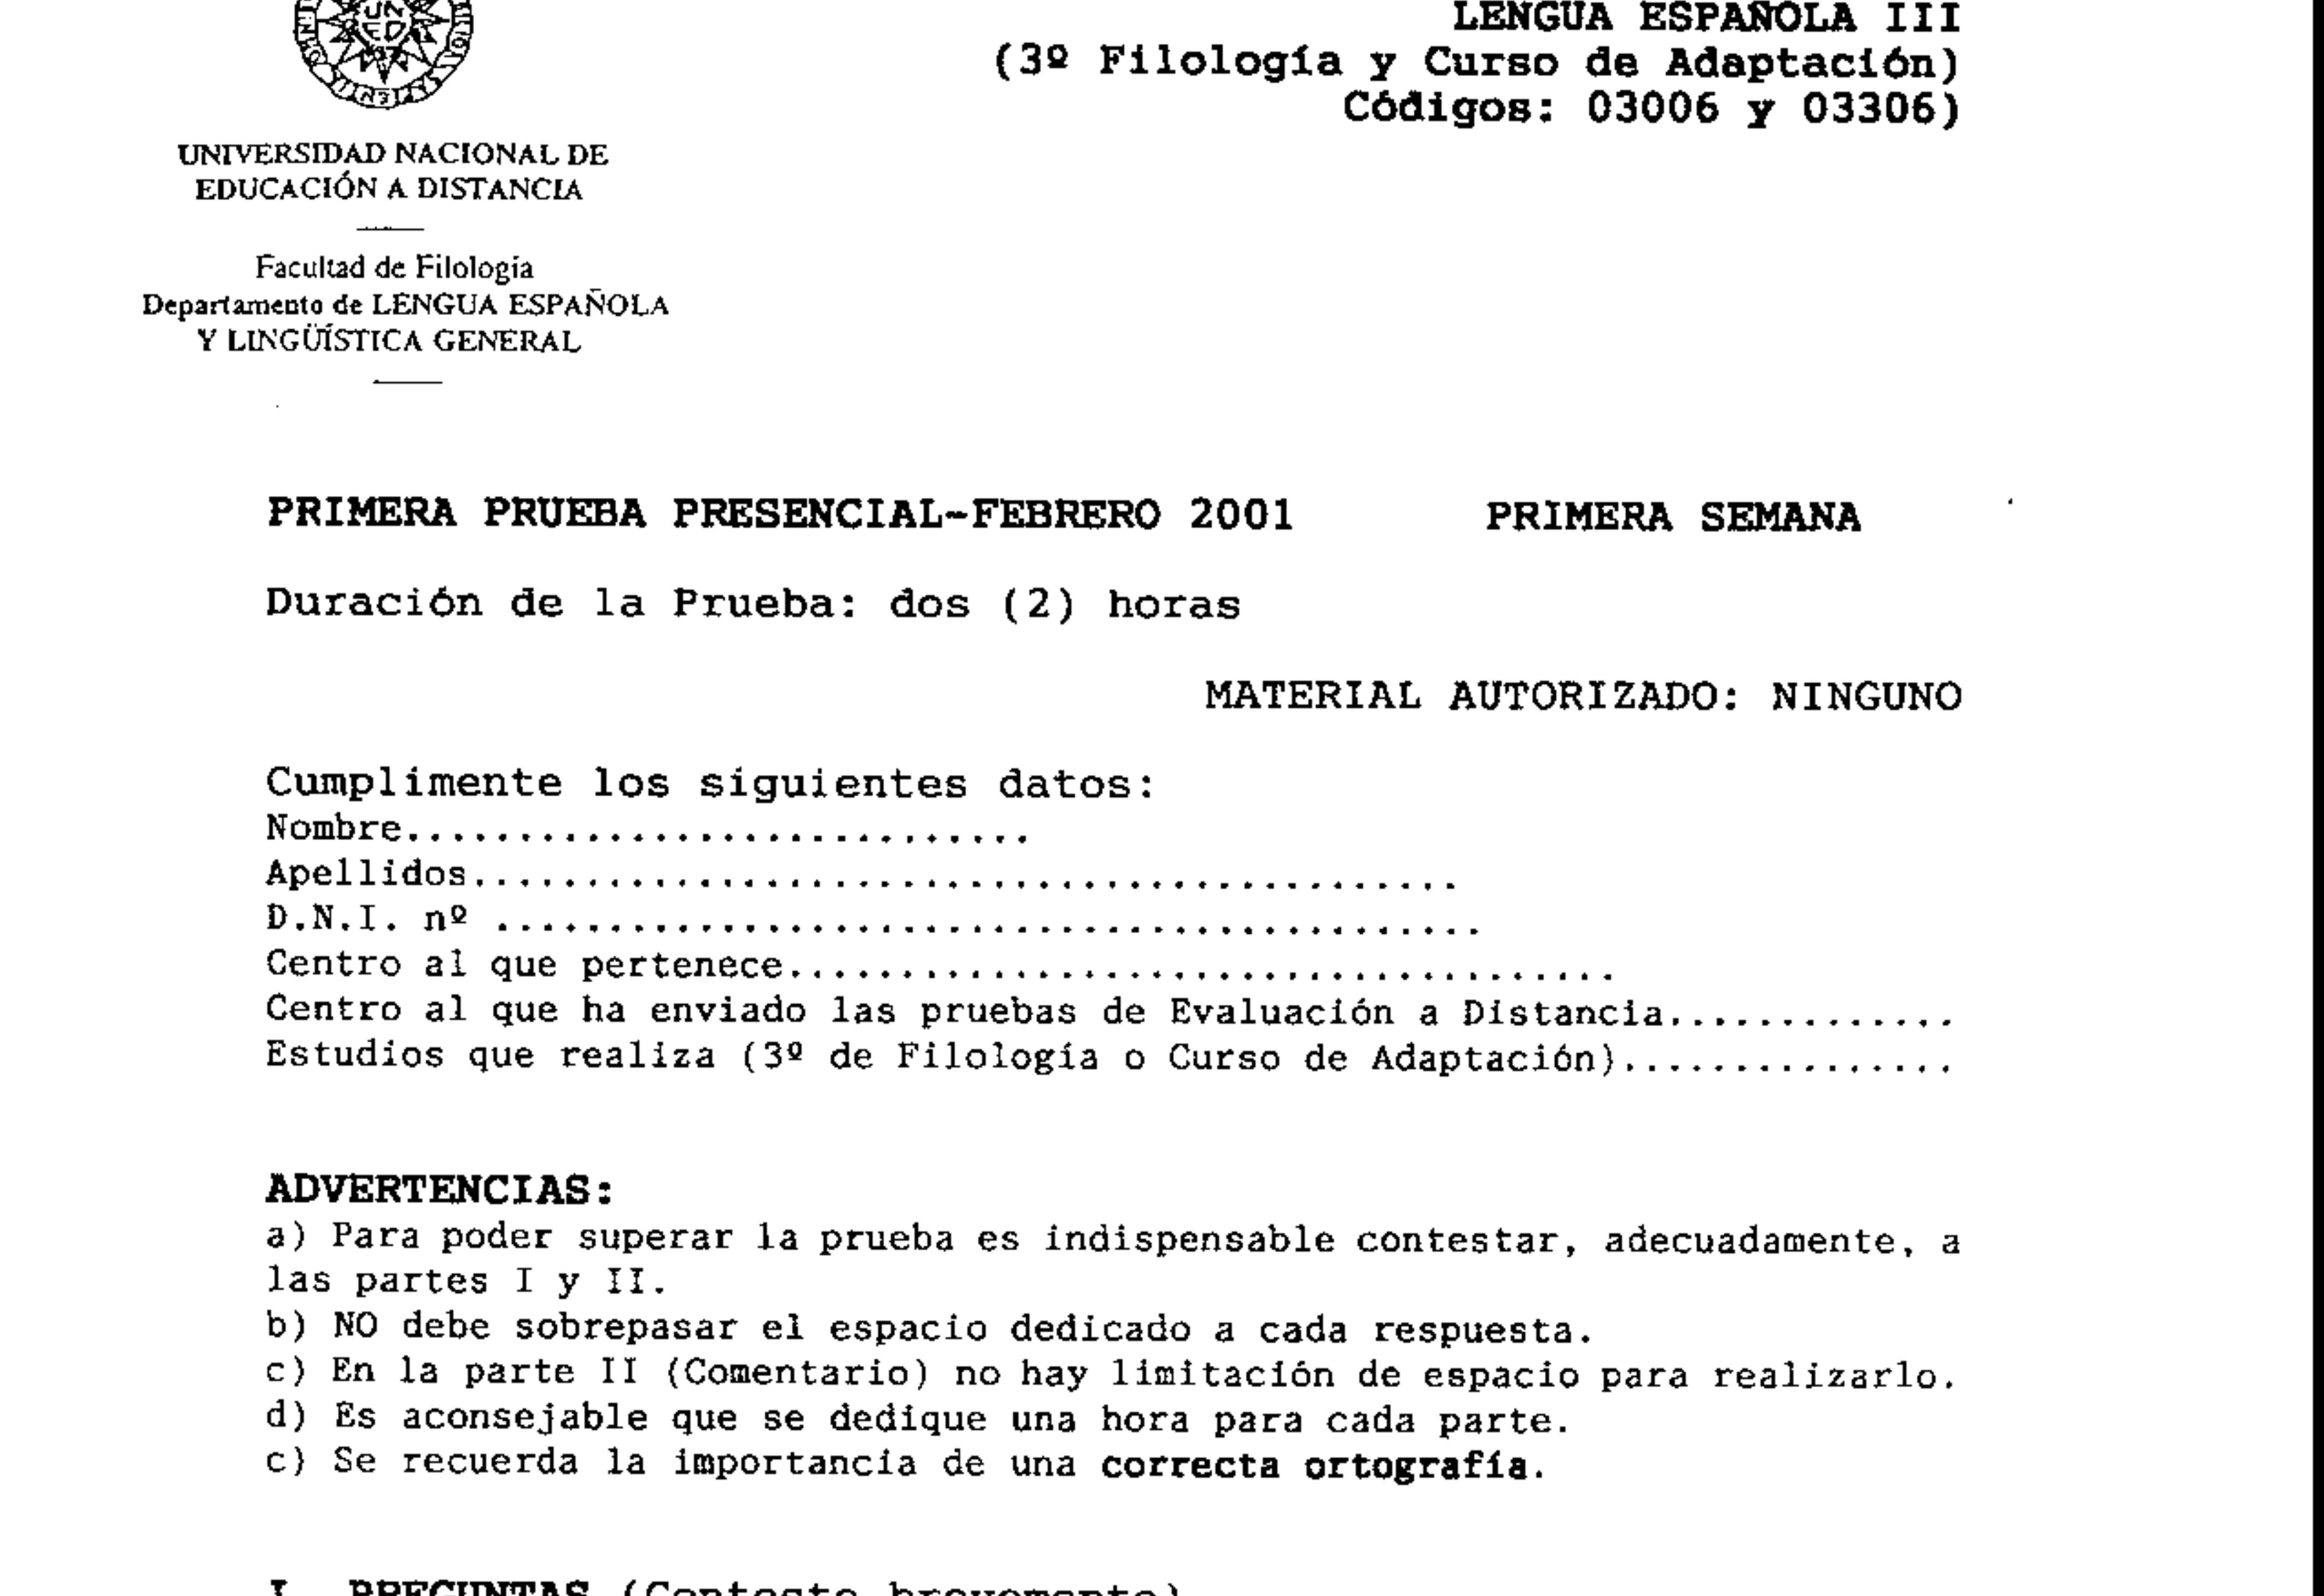 LENGUA ESPAÑOLA III
(3º Filología y Curso de Adaptación)
Códigos: 03006 y 03306)
UNIVERSIDAD NACIONAL DE
EDUCACIÓN A DISTANCIA
Facultad de Filología
Departamento de LENGUA ESPAÑOLA
Y LINGÜÍSTICA GENERAL
PRIMERA PRUEBA PRESENCIAL-FEBRERO 2001 PRIMERA SEMANA
Duración de la Prueba: dos (2) horas
MATERIAL AUTORIZADO: NINGUNO
Cumplimente los siguientes datos:
Nombre............................
Apellidos............................................
D.N.I. nº ............................................
Centro al que pertenece.....................................
Centro al que ha enviado las pruebas de Evaluación a Distancia.............
Estudios que realiza (3º de Filología o Curso de Adaptación)...............
ADVERTENCIAS:
a) Para poder superar la prueba es indispensable contestar, adecuadamente, a
las partes I y II.
b) NO debe sobrepasar el espacio dedicado a cada respuesta.
c) En la parte II (Comentario) no hay limitación de espacio para realizarlo.
d) Es aconsejable que se dedique una hora para cada parte.
c) Se recuerda la importancia de una correcta ortografía.
I. PREGUNTAS (Conteste brevemente)